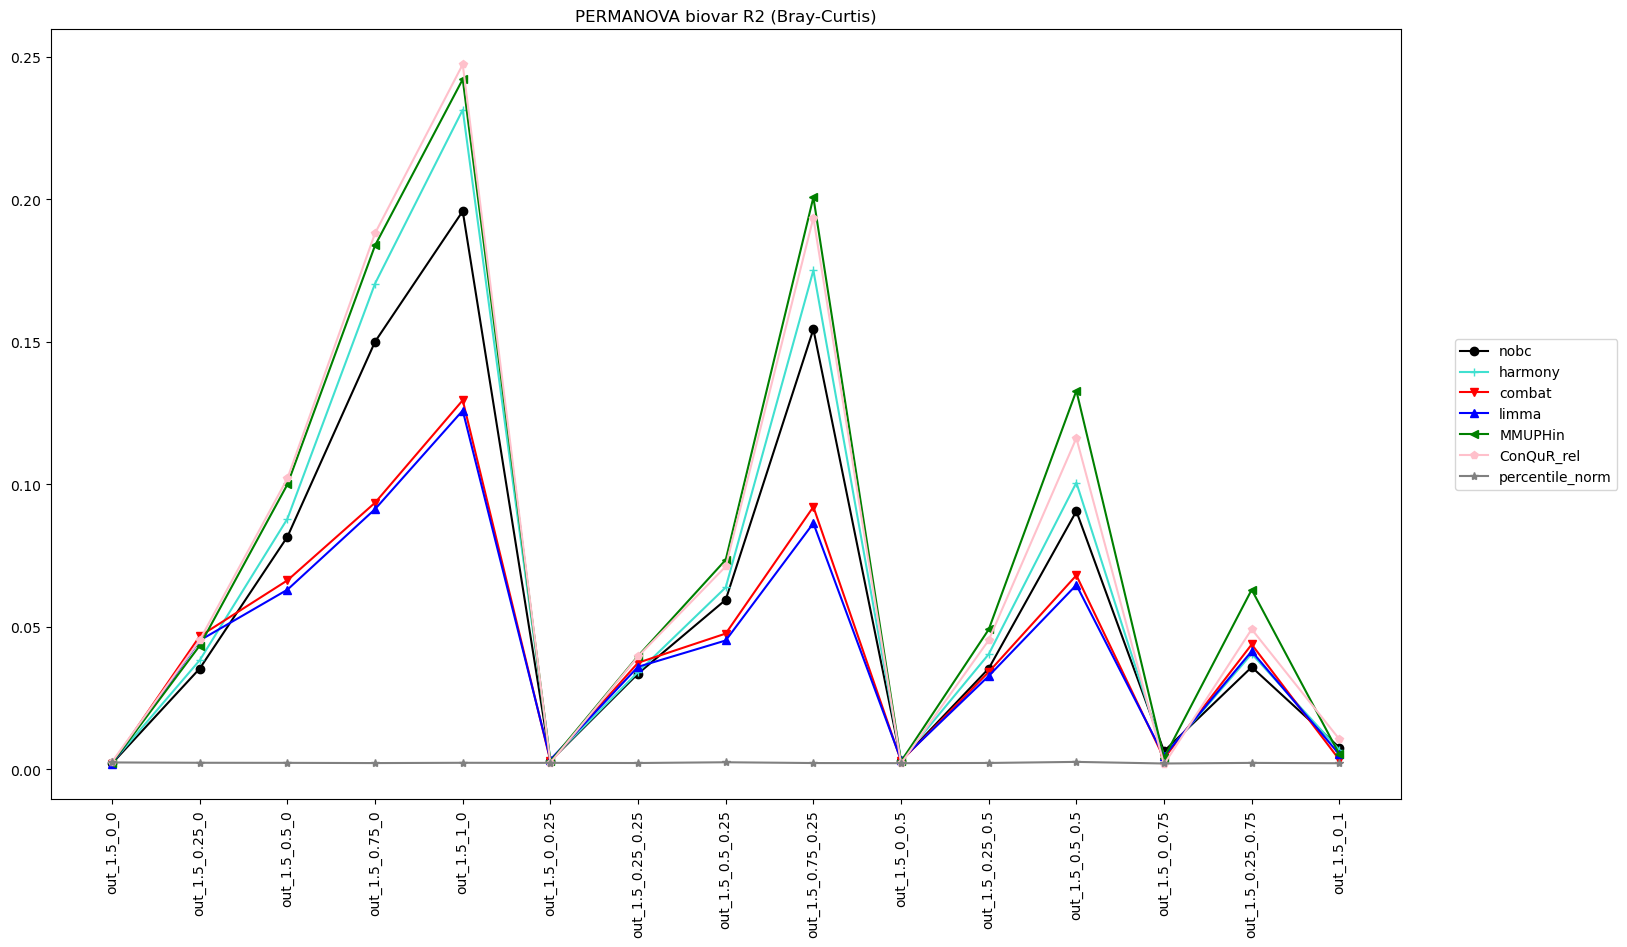 PERMANOVA biovar R2 (Bray-Curtis)
0.25
0.20
0.15
0.10
0.05
0.00
nobc
harmony
combat
limma
MMUPHin
ConQuR_rel
percentile_norm
out_1.5_0_0
out_1.5_0.25_0
out_1.5_0.5_0
out_1.5_0.75_0
out_1.5_1_0
out_1.5_0_0.25
out_1.5_0.25_0.25
out_1.5_0.5_0.25
out_1.5_0.75_0.25
out_1.5_0_0.5
out_1.5_0.25_0.5
out_1.5_0.5_0.5
out_1.5_0_0.75
out_1.5_0.25_0.75
out_1.5_0_1